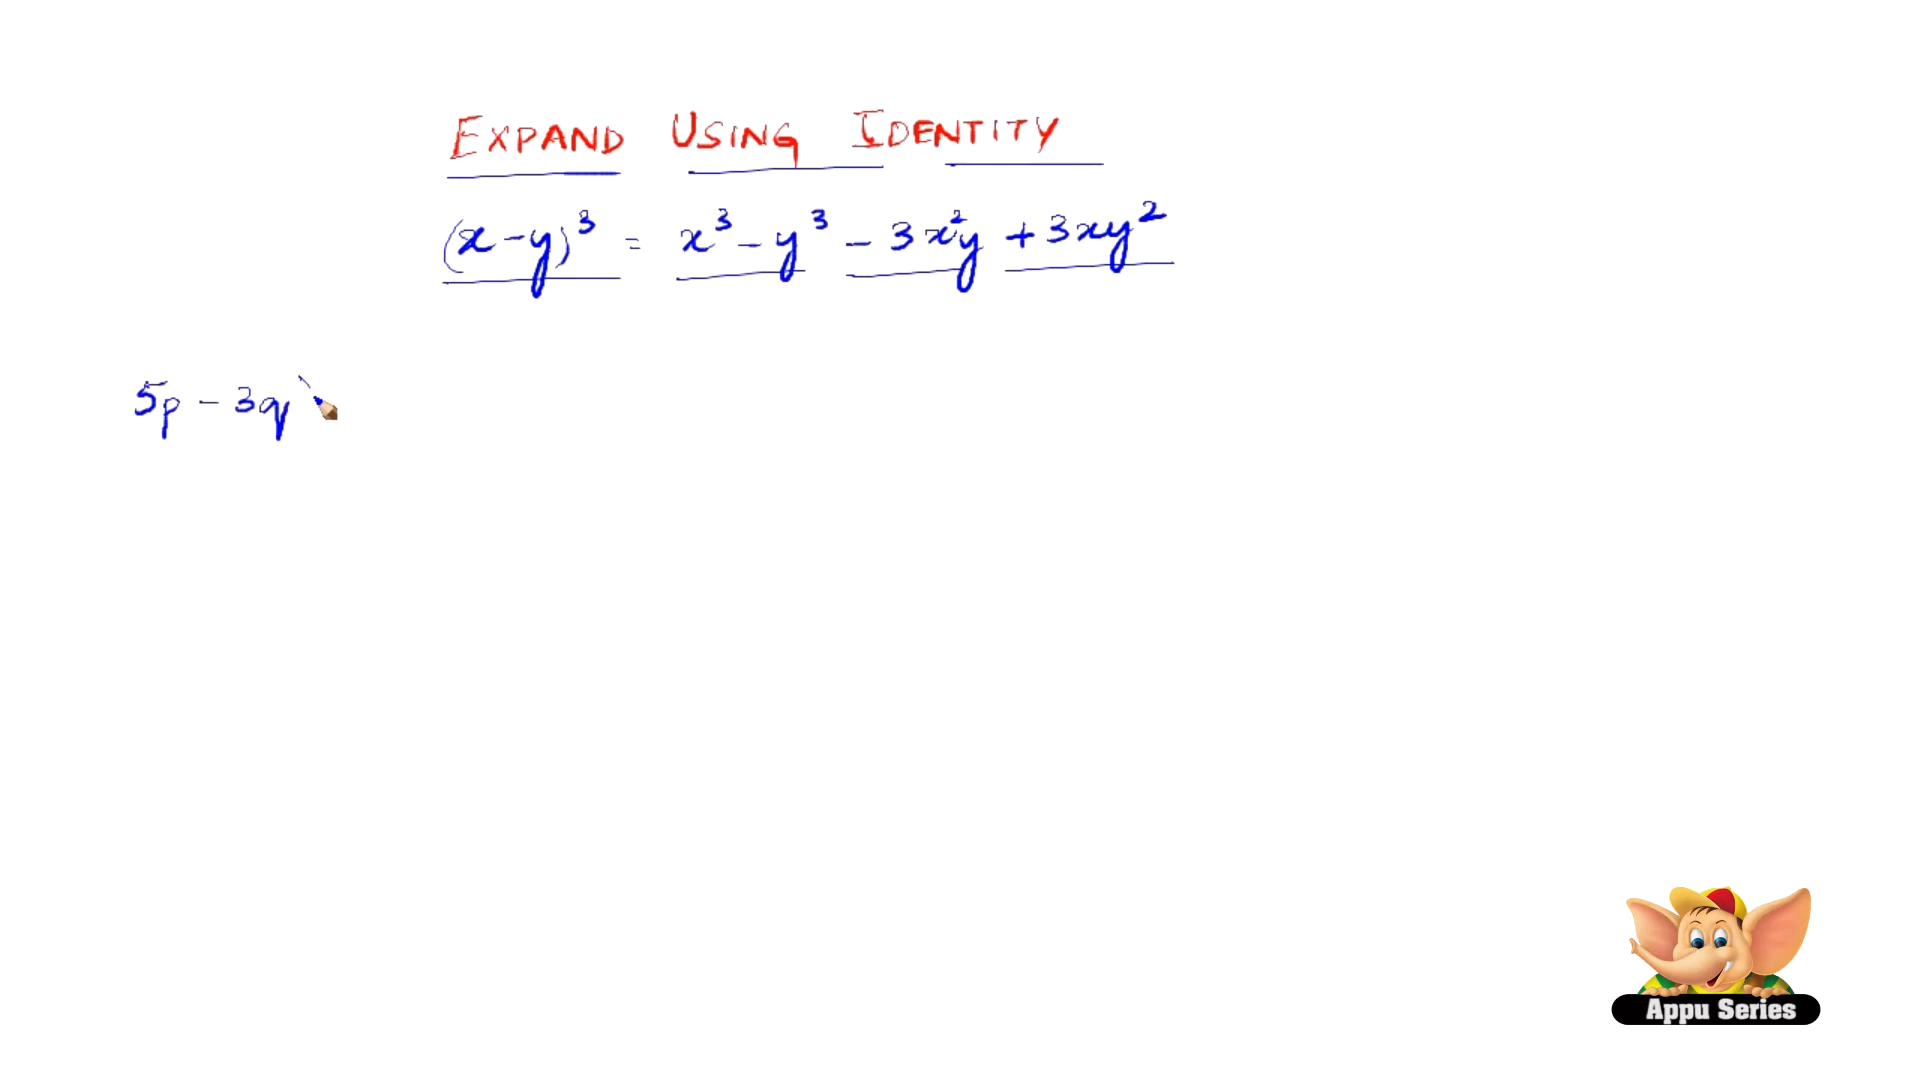 EXPAND USING IDENTITY
(x-y)³ = x³ - y³ - 3x²y + 3xy²
5p - 3q
Appu Series